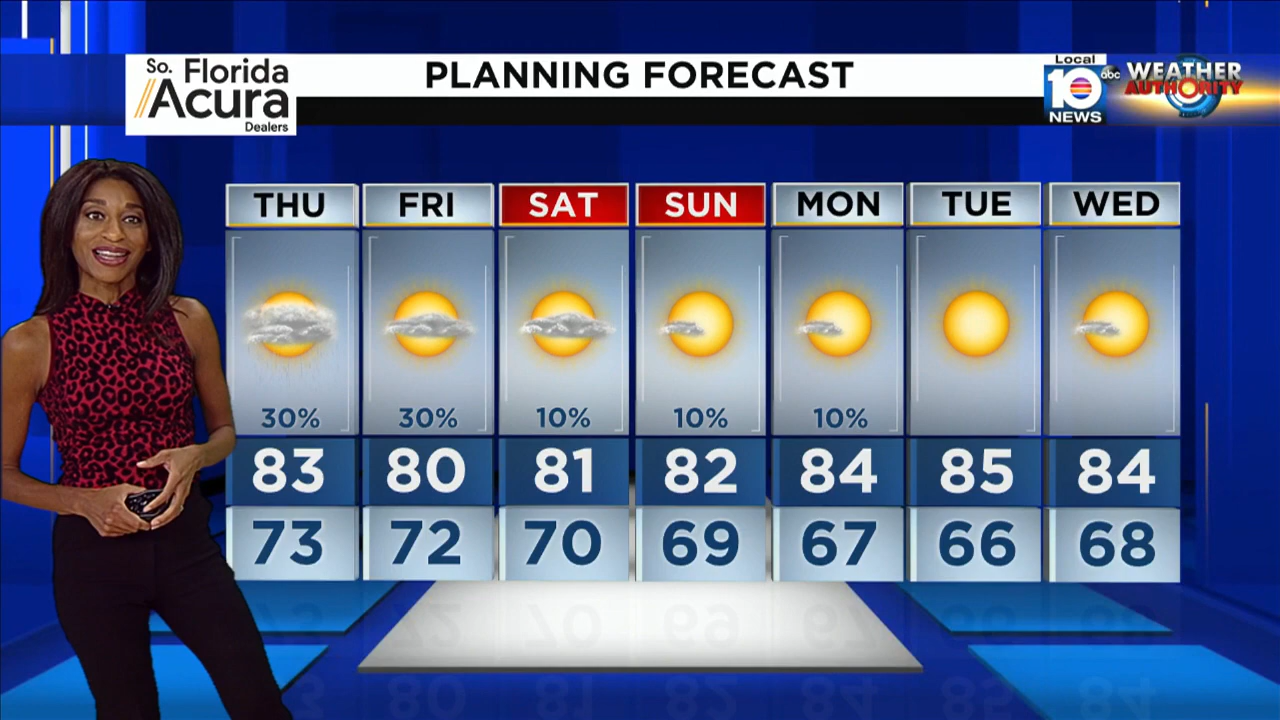 So. Florida
Acura
Dealers
PLANNING FORECAST
Local
10
abc
NEWS
WEATHER
AUTHORITY
THU FRI SAT SUN MON TUE WED
30% 30% 10% 10% 10%
83 80 81 82 84 85 84
73 72 70 69 67 66 68